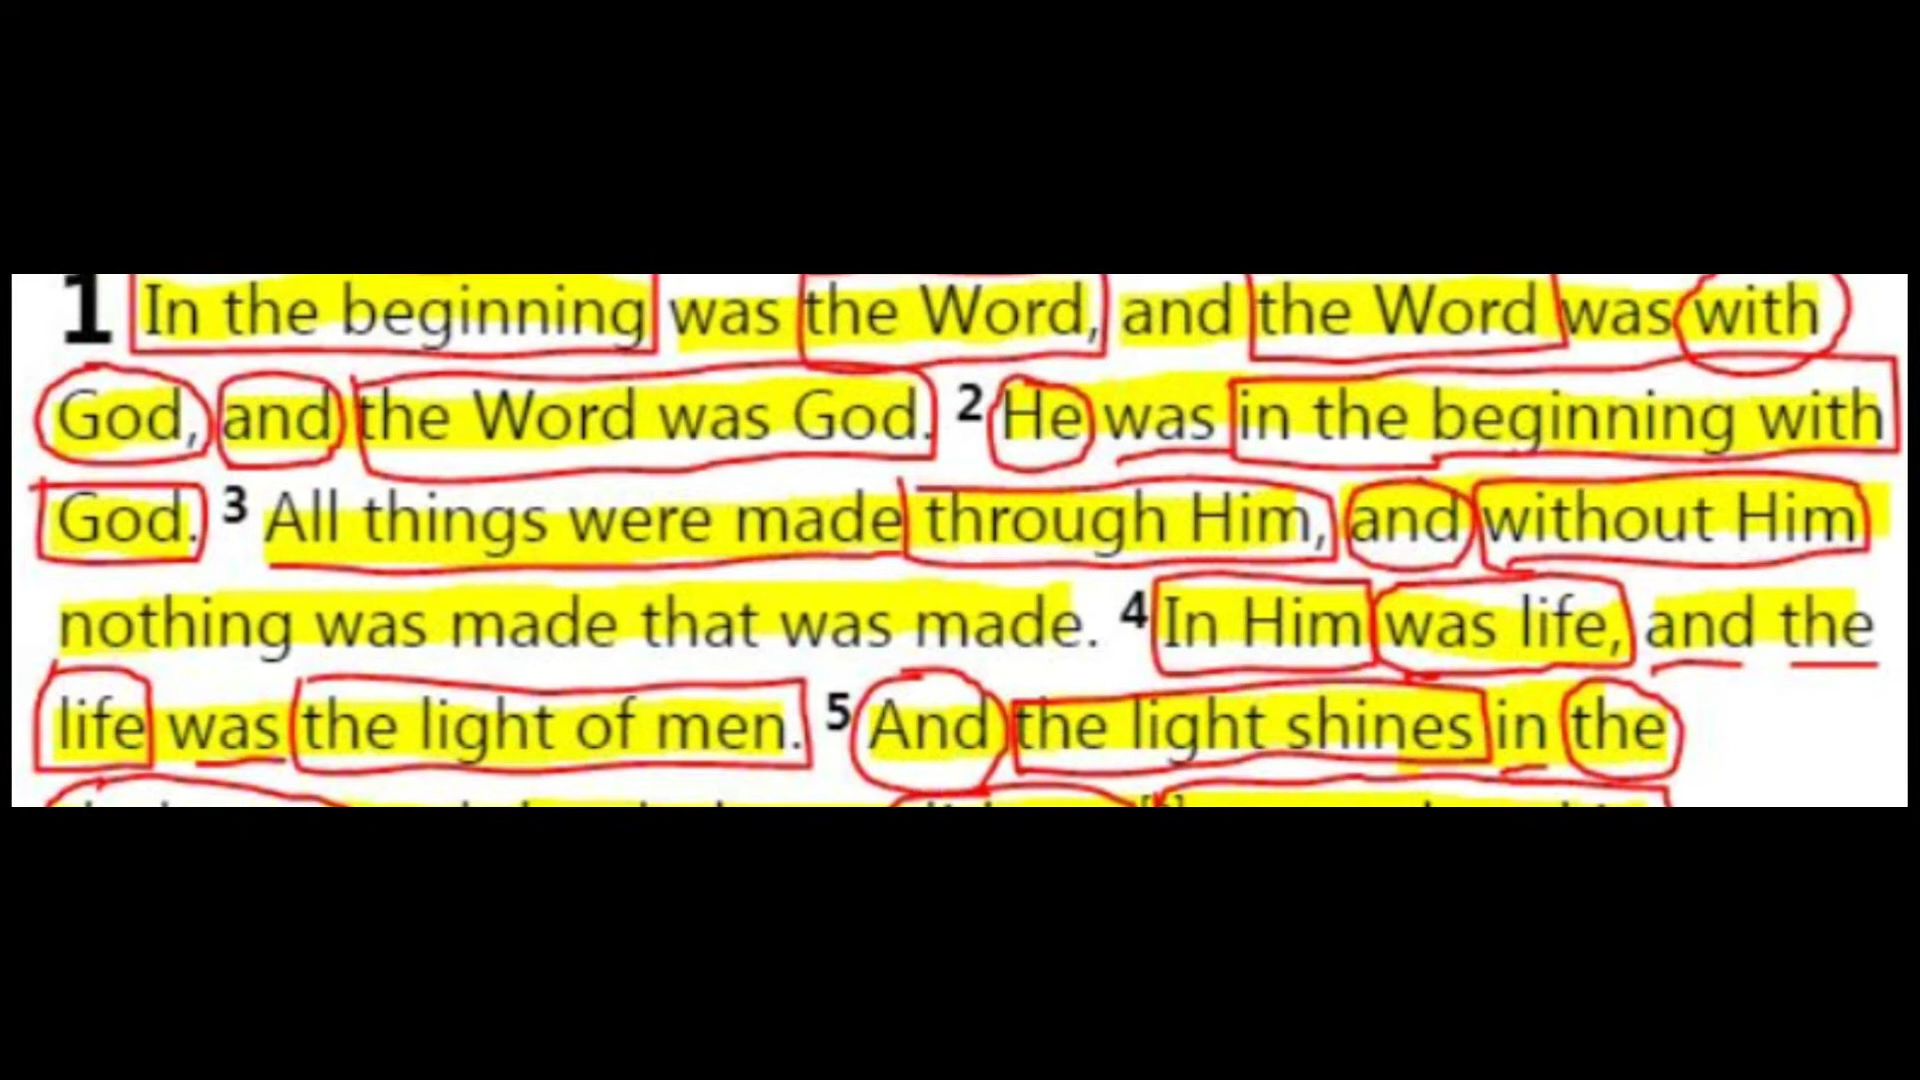 1 In the beginning was the Word, and the Word was with
God, and the Word was God. 2 He was in the beginning with
God. 3 All things were made through Him, and without Him
nothing was made that was made. 4 In Him was life, and the
life was the light of men. 5 And the light shines in the